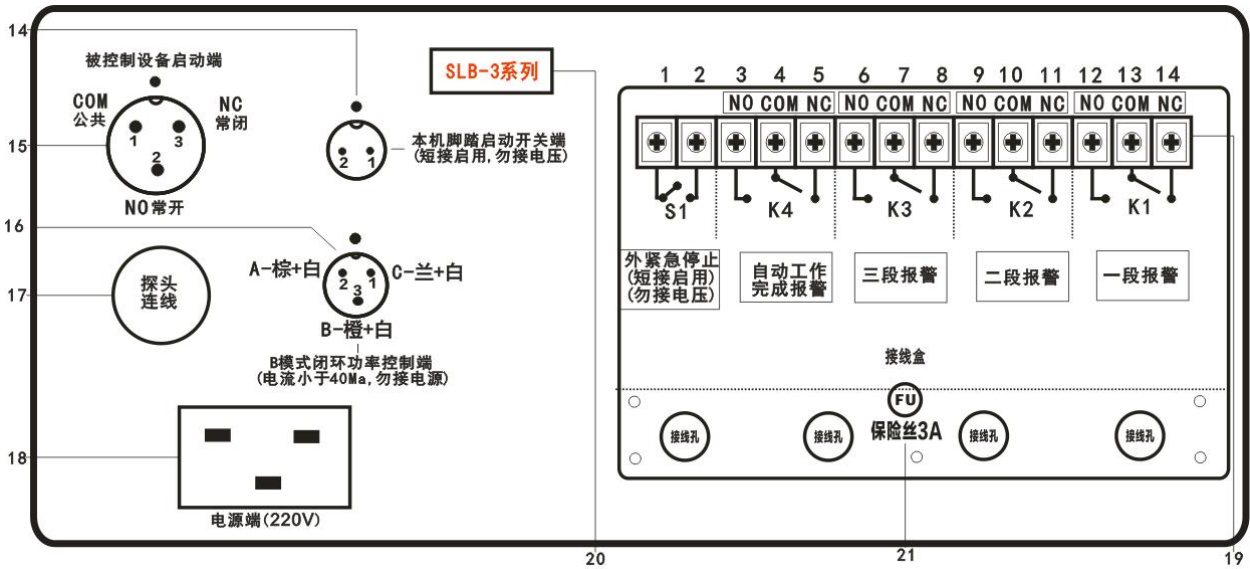 14
15
16
17
18
被控制设备启动端
COM
公共
NC
常闭
1
3
2
NO常开
SLB-3系列
2
1
本机脚踏启动开关端
(短接启用,勿接电压)
A-棕+白
2
3
1
C-兰+白
B-橙+白
B模式闭环功率控制端
(电流小于40Ma,勿接电源)
探头
连线
电源端(220V)
1 2 3 4 5 6 7 8 9 10 11 12 13 14
NO COM NC NO COM NC NO COM NC NO COM NC
S1 K4 K3 K2 K1
外紧急停止
(短接启用)
(勿接电压)
自动工作
完成报警
三段报警
二段报警
一段报警
接线盒
FU
保险丝3A
接线孔
接线孔
接线孔
接线孔
20
21
19